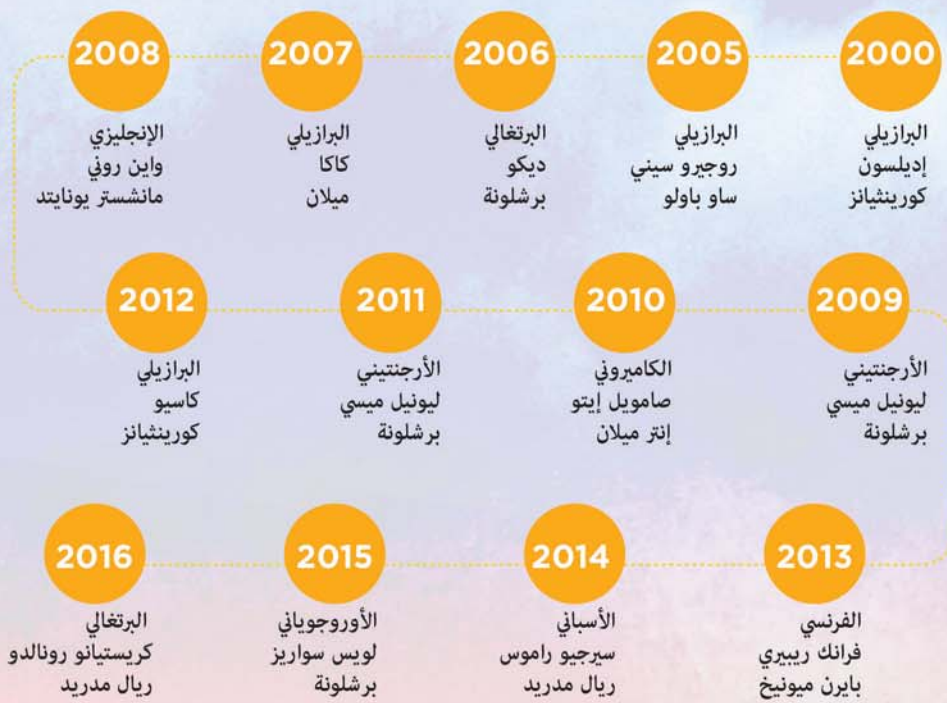 2000
البرازيلي
إديلسون
كورينثيانز
2005
البرازيلي
روجيرو سيني
ساو باولو
2006
البرتغالي
ديكو
برشلونة
2007
البرازيلي
كاكا
ميلان
2008
الإنجليزي
واين روني
مانشستر يونايتد
2009
الأرجنتيني
ليونيل ميسي
برشلونة
2010
الكاميروني
صامويل إيتو
إنتر ميلان
2011
الأرجنتيني
ليونيل ميسي
برشلونة
2012
البرازيلي
كاسيو
كورينثيانز
2013
الفرنسي
فرانك ريبيري
بايرن ميونيخ
2014
الأسباني
سيرجيو راموس
ريال مدريد
2015
الأوروجوياني
لويس سواريز
برشلونة
2016
البرتغالي
كريستيانو رونالدو
ريال مدريد